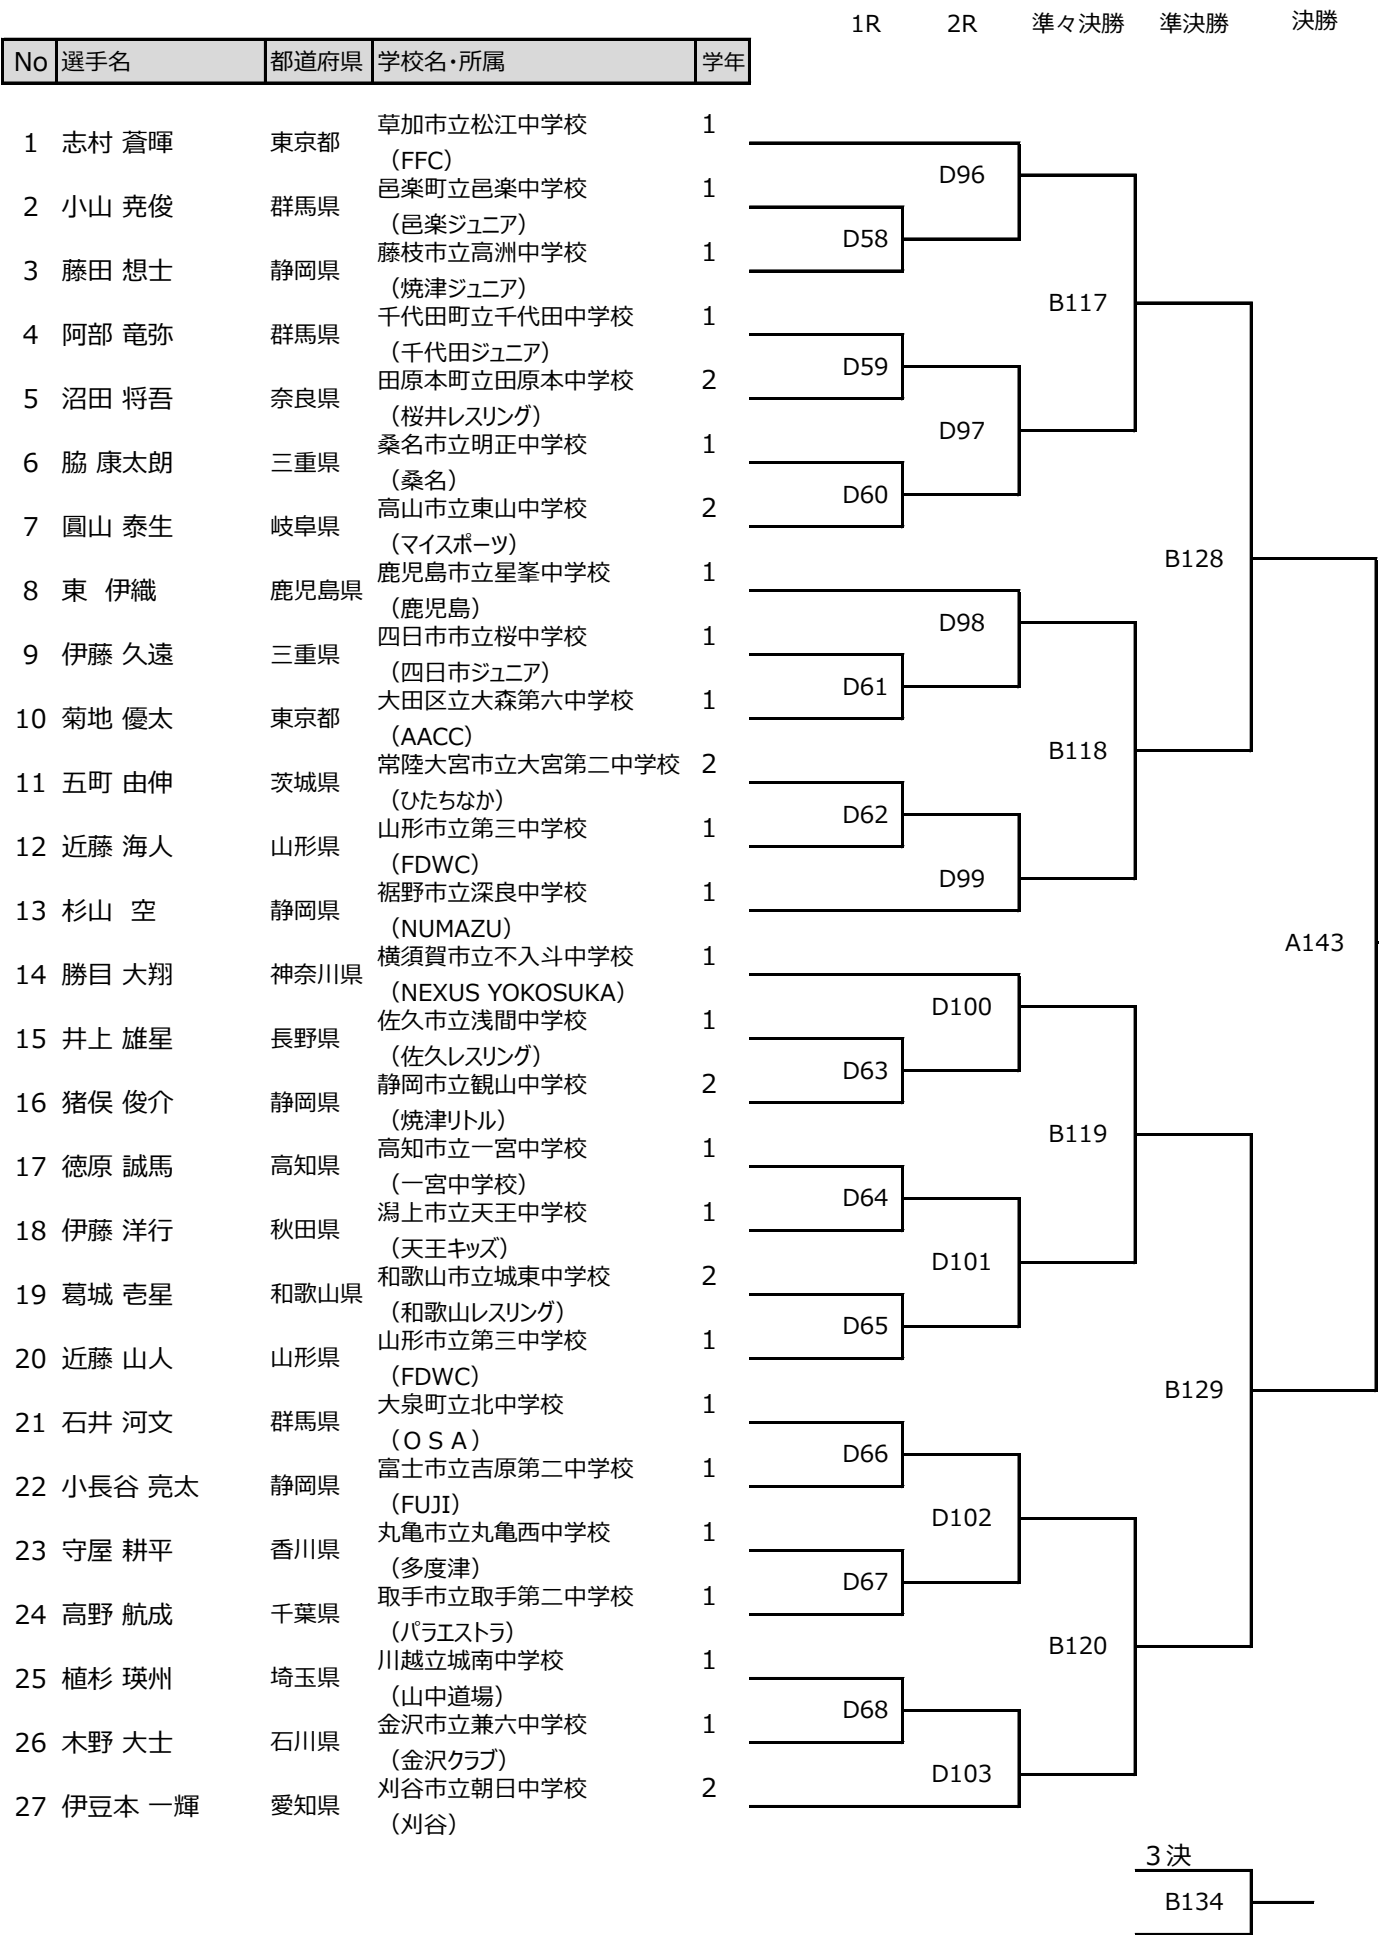 1R 2R 準々決勝 準決勝 決勝
No 選手名 都道府県 学校名・所属 学年
1 志村 蒼暉 東京都 草加市立松江中学校 1
（FFC）
D96
2 小山 尭俊 群馬県 邑楽町立邑楽中学校 1
（邑楽ジュニア）
D58
3 藤田 想士 静岡県 藤枝市立高洲中学校 1
（焼津ジュニア）
B117
4 阿部 竜弥 群馬県 千代田町立千代田中学校 1
（千代田ジュニア）
D59
5 沼田 将吾 奈良県 田原本町立田原本中学校 2
（桜井レスリング）
D97
6 脇 康太朗 三重県 桑名市立明正中学校 1
（桑名）
D60
7 圓山 泰生 岐阜県 高山市立東山中学校 2
（マイスポーツ）
B128
8 東 伊織 鹿児島県 鹿児島市立星峯中学校 1
（鹿児島）
D98
9 伊藤 久遠 三重県 四日市市立桜中学校 1
（四日市ジュニア）
D61
10 菊地 優太 東京都 大田区立大森第六中学校 1
（AACC）
B118
11 五町 由伸 茨城県 常陸大宮市立大宮第二中学校 2
（ひたちなか）
D62
12 近藤 海人 山形県 山形市立第三中学校 1
（FDWC）
D99
13 杉山 空 静岡県 裾野市立深良中学校 1
（NUMAZU）
A143
14 勝目 大翔 神奈川県 横須賀市立不入斗中学校 1
（NEXUS YOKOSUKA）
D100
15 井上 雄星 長野県 佐久市立浅間中学校 1
（佐久レスリング）
D63
16 猪俣 俊介 静岡県 静岡市立観山中学校 2
（焼津リトル）
B119
17 徳原 誠馬 高知県 高知市立一宮中学校 1
（一宮中学校）
D64
18 伊藤 洋行 秋田県 潟上市立天王中学校 1
（天王キッズ）
D101
19 葛城 壱星 和歌山県 和歌山市立城東中学校 2
（和歌山レスリング）
D65
20 近藤 山人 山形県 山形市立第三中学校 1
（FDWC）
B129
21 石井 河文 群馬県 大泉町立北中学校 1
（ＯＳＡ）
D66
22 小長谷 亮太 静岡県 富士市立吉原第二中学校 1
（FUJI）
D102
23 守屋 耕平 香川県 丸亀市立丸亀西中学校 1
（多度津）
D67
24 高野 航成 千葉県 取手市立取手第二中学校 1
（パラエストラ）
B120
25 植杉 瑛州 埼玉県 川越立城南中学校 1
（山中道場）
D68
26 木野 大士 石川県 金沢市立兼六中学校 1
（金沢クラブ）
D103
27 伊豆本 一輝 愛知県 刈谷市立朝日中学校 2
（刈谷）
３決
B134